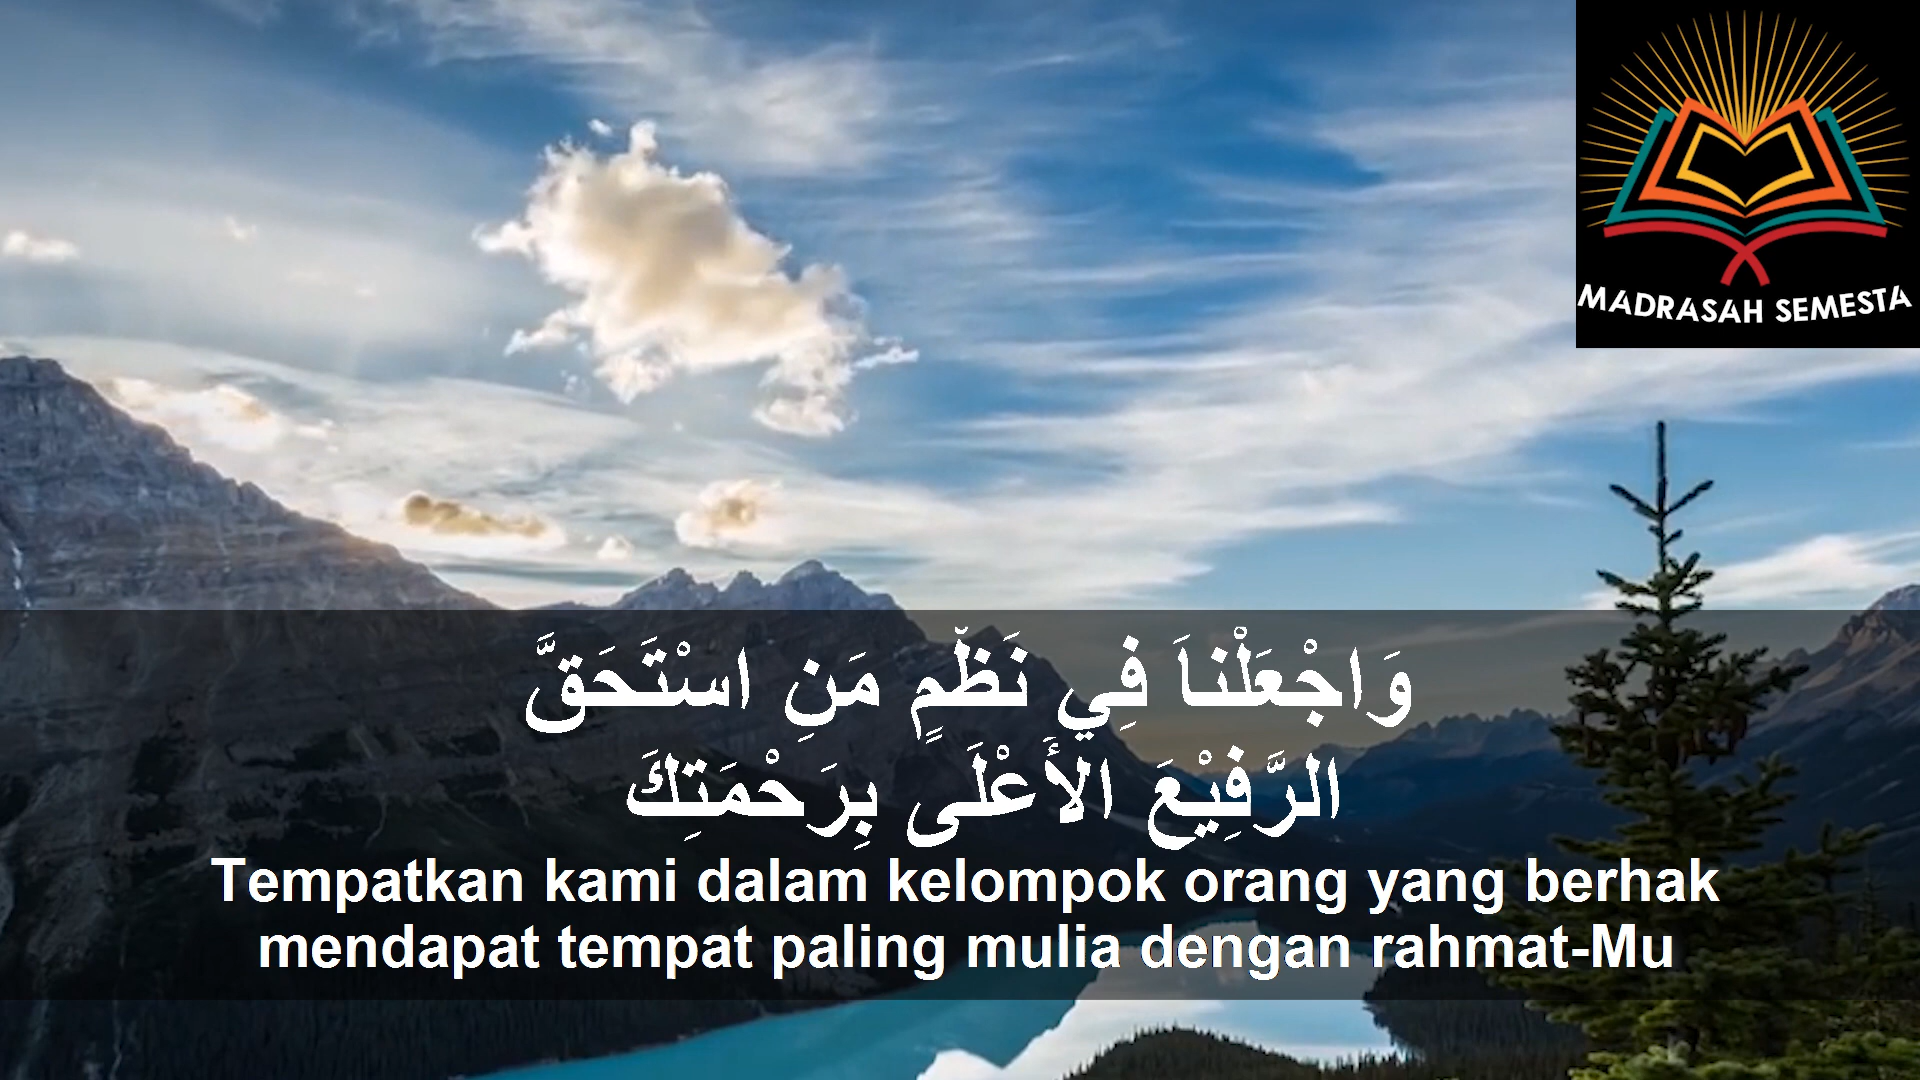 MADRASAH SEMESTA
وَاجْعَلْناَ فِي نَظّْمٍ مَنِ اسْتَحَقَّ
الرَّفِيْعَ الأَعْلَى بِرَحْمَتِكَ
Tempatkan kami dalam kelompok orang yang berhak
mendapat tempat paling mulia dengan rahmat-Mu